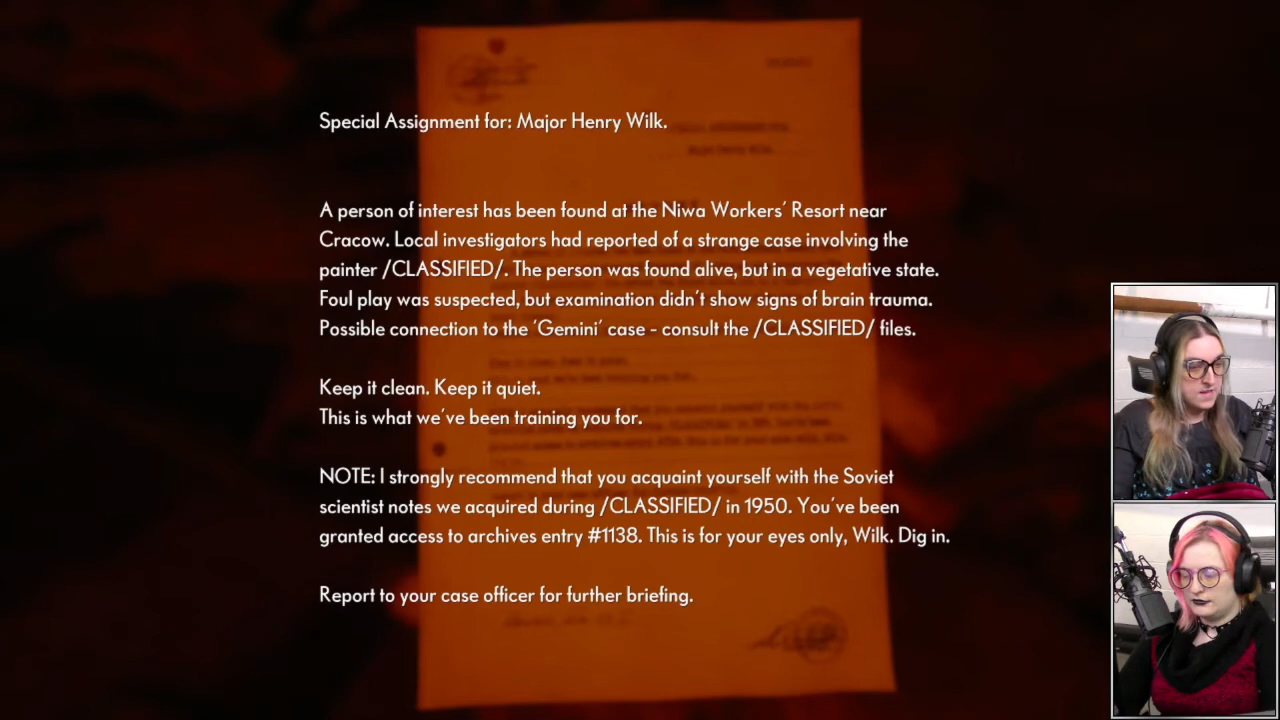 Special Assignment for: Major Henry Wilk.
A person of interest has been found at the Niwa Workers' Resort near
Cracow. Local investigators had reported of a strange case involving the
painter /CLASSIFIED/. The person was found alive, but in a vegetative state.
Foul play was suspected, but examination didn't show signs of brain trauma.
Possible connection to the 'Gemini' case - consult the /CLASSIFIED/ files.
Keep it clean. Keep it quiet.
This is what we've been training you for.
NOTE: I strongly recommend that you acquaint yourself with the Soviet
scientist notes we acquired during /CLASSIFIED/ in 1950. You've been
granted access to archives entry #1138. This is for your eyes only, Wilk. Dig in.
Report to your case officer for further briefing.